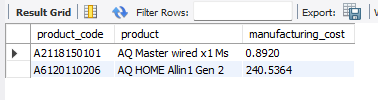 Result Grid Filter Rows: Export:
product_code product manufacturing_cost
A2118150101 AQ Master wired x1 Ms 0.8920
A6120110206 AQ HOME Allin1 Gen 2 240.5364